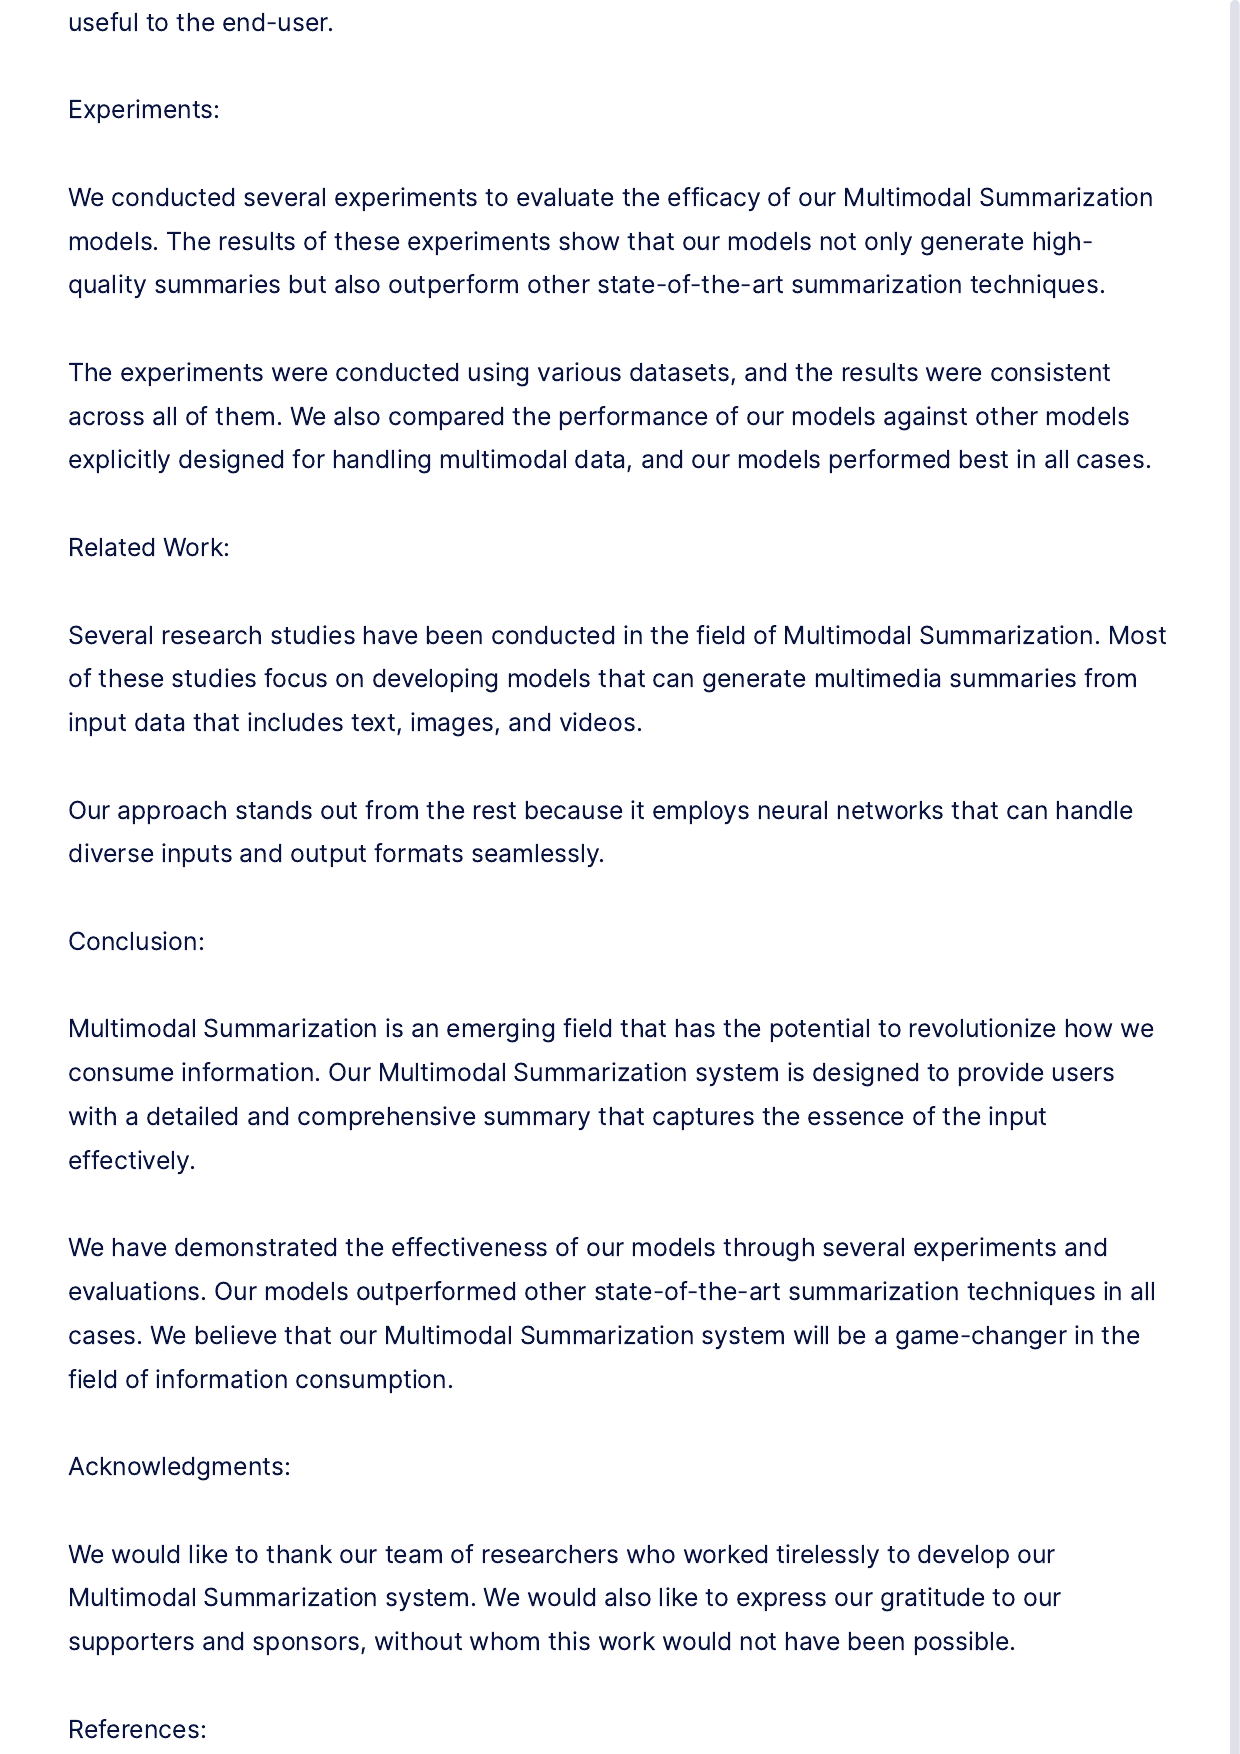 useful to the end-user.
Experiments:
We conducted several experiments to evaluate the efficacy of our Multimodal Summarization
models. The results of these experiments show that our models not only generate high-
quality summaries but also outperform other state-of-the-art summarization techniques.
The experiments were conducted using various datasets, and the results were consistent
across all of them. We also compared the performance of our models against other models
explicitly designed for handling multimodal data, and our models performed best in all cases.
Related Work:
Several research studies have been conducted in the field of Multimodal Summarization. Most
of these studies focus on developing models that can generate multimedia summaries from
input data that includes text, images, and videos.
Our approach stands out from the rest because it employs neural networks that can handle
diverse inputs and output formats seamlessly.
Conclusion:
Multimodal Summarization is an emerging field that has the potential to revolutionize how we
consume information. Our Multimodal Summarization system is designed to provide users
with a detailed and comprehensive summary that captures the essence of the input
effectively.
We have demonstrated the effectiveness of our models through several experiments and
evaluations. Our models outperformed other state-of-the-art summarization techniques in all
cases. We believe that our Multimodal Summarization system will be a game-changer in the
field of information consumption.
Acknowledgments:
We would like to thank our team of researchers who worked tirelessly to develop our
Multimodal Summarization system. We would also like to express our gratitude to our
supporters and sponsors, without whom this work would not have been possible.
References: